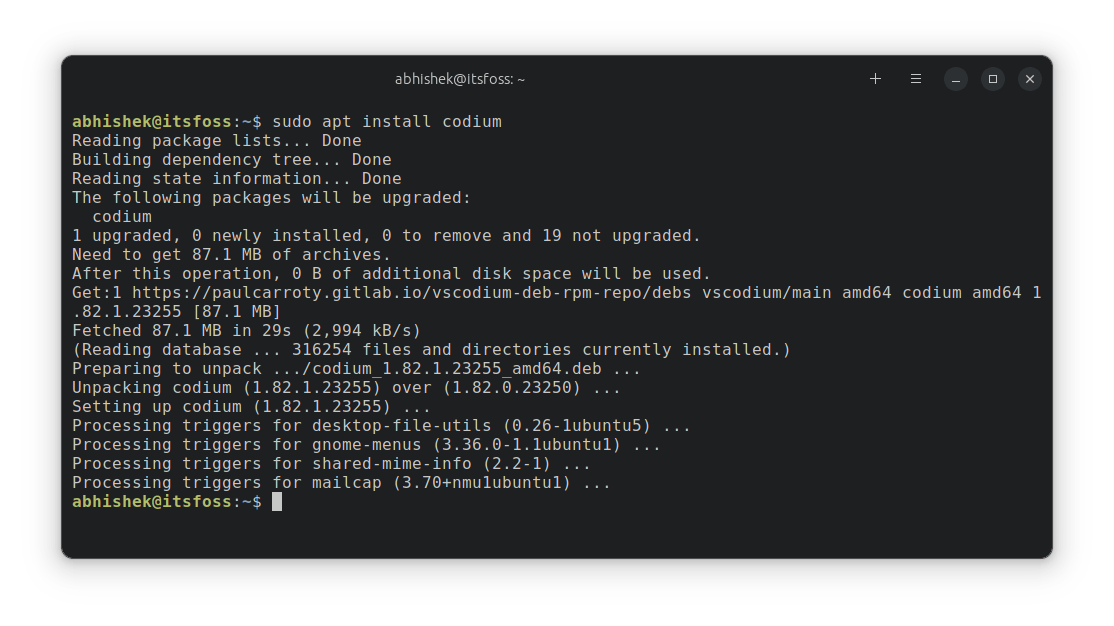 abhishek@itsfoss: ~
abhishek@itsfoss:~$ sudo apt install codium
Reading package lists... Done
Building dependency tree... Done
Reading state information... Done
The following packages will be upgraded:
  codium
1 upgraded, 0 newly installed, 0 to remove and 19 not upgraded.
Need to get 87.1 MB of archives.
After this operation, 0 B of additional disk space will be used.
Get:1 https://paulcarroty.gitlab.io/vscodium-deb-rpm-repo/debs vscodium/main amd64 codium amd64 1
.82.1.23255 [87.1 MB]
Fetched 87.1 MB in 29s (2,994 kB/s)
(Reading database ... 316254 files and directories currently installed.)
Preparing to unpack .../codium_1.82.1.23255_amd64.deb ...
Unpacking codium (1.82.1.23255) over (1.82.0.23250) ...
Setting up codium (1.82.1.23255) ...
Processing triggers for desktop-file-utils (0.26-1ubuntu5) ...
Processing triggers for gnome-menus (3.36.0-1.1ubuntu1) ...
Processing triggers for shared-mime-info (2.2-1) ...
Processing triggers for mailcap (3.70+nmu1ubuntu1) ...
abhishek@itsfoss:~$